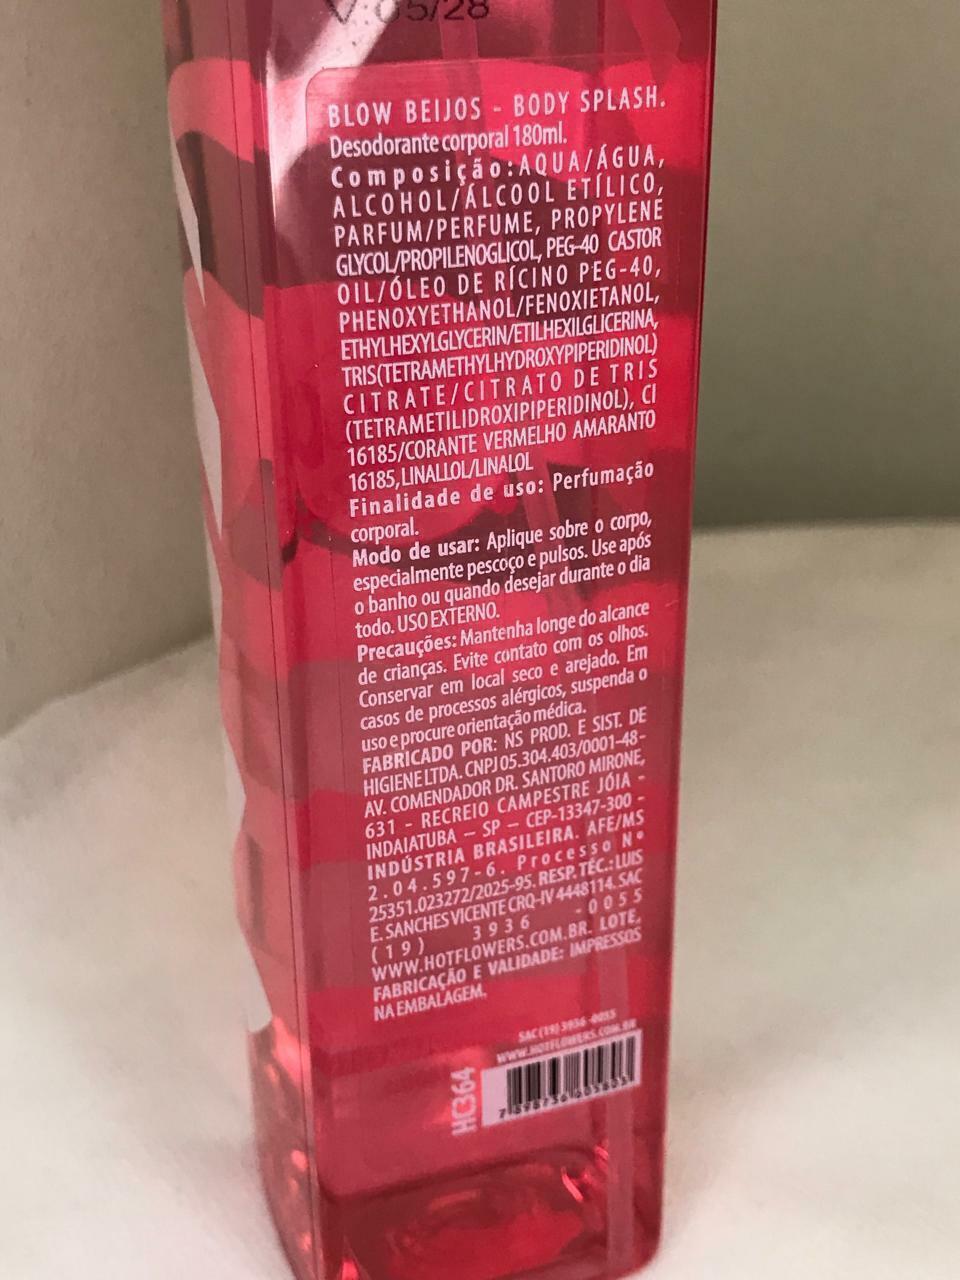 V: 05/28
BLOW BEIJOS - BODY SPLASH.
Desodorante corporal 180ml.
Composição: AQUA/ÁGUA,
ALCOHOL/ÁLCOOL ETÍLICO,
PARFUM/PERFUME, PROPYLENE
GLYCOL/PROPILENOGLICOL, PEG-40 CASTOR
OIL/ÓLEO DE RÍCINO PEG-40,
PHENOXYETHANOL/FENOXIETANOL,
ETHYLHEXYLGLYCERIN/ETILHEXILGLICERINA,
TRIS(TETRAMETHYLHYDROXYPIPERIDINOL)
CITRATE/CITRATO DE TRIS
(TETRAMETILIDROXIPIPERIDINOL), CI
16185/CORANTE VERMELHO AMARANTO
16185, LINALLOL/LINALOL
Finalidade de uso: Perfumação
corporal.
Modo de usar: Aplique sobre o corpo,
especialmente pescoço e pulsos. Use após
o banho ou quando desejar durante o dia
todo. USO EXTERNO.
Precauções: Mantenha longe do alcance
de crianças. Evite contato com os olhos.
Conservar em local seco e arejado. Em
casos de processos alérgicos, suspenda o
uso e procure orientação médica.
FABRICADO POR: NS PROD. E SIST. DE
HIGIENE LTDA. CNPJ 05.304.403/0001-48-
AV. COMENDADOR DR. SANTORO MIRONE,
631 - RECREIO CAMPESTRE JÓIA -
INDAIATUBA – SP – CEP-13347-300 -
INDÚSTRIA BRASILEIRA. AFE/MS
2.04.597-6. Processo Nº
25351.023272/2025-95. RESP. TÉC.: LUIS
E. SANCHES VICENTE CRQ-IV 4448114. SAC
(19) 3936 -0055
WWW.HOTFLOWERS.COM.BR. LOTE,
FABRICAÇÃO E VALIDADE: IMPRESSOS
NA EMBALAGEM.
SAC (19) 3936 -0055
WWW.HOTFLOWERS.COM.BR
HC364